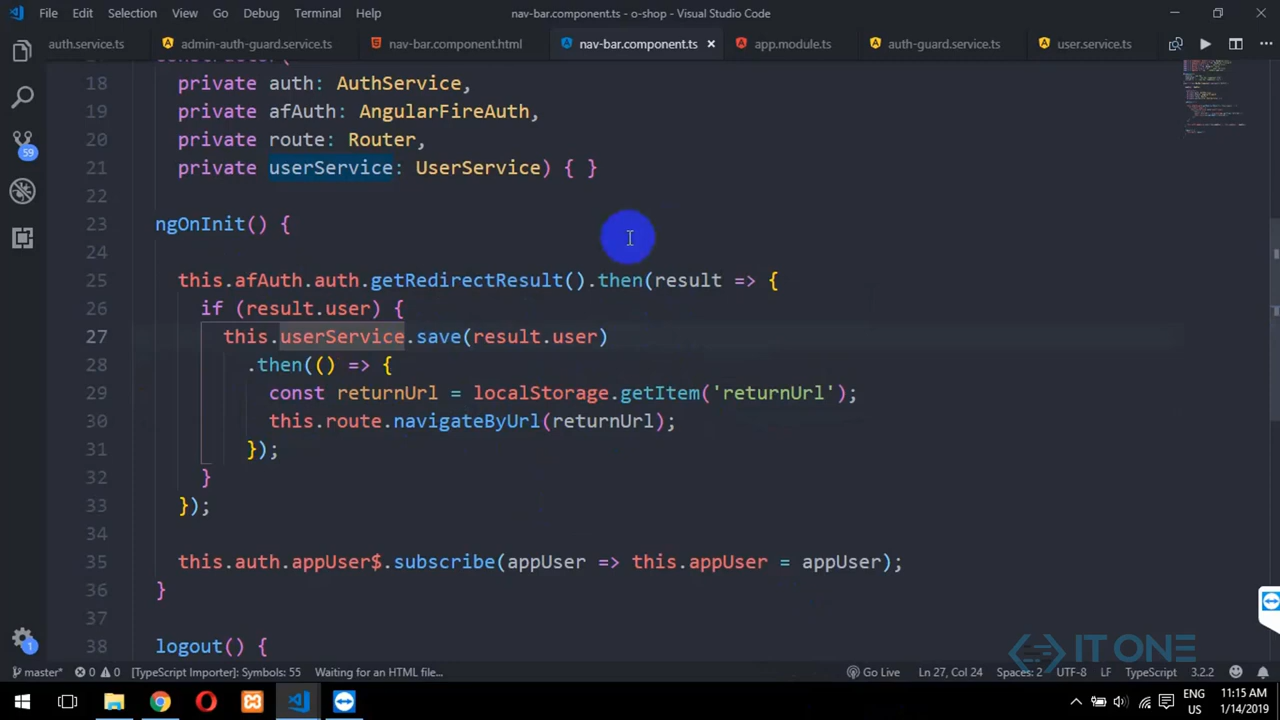 File Edit Selection View Go Debug Terminal Help nav-bar.component.ts - o-shop - Visual Studio Code
auth.service.ts admin-auth-guard.service.ts nav-bar.component.html nav-bar.component.ts app.module.ts auth-guard.service.ts user.service.ts
18 private auth: AuthService,
19 private afAuth: AngularFireAuth,
20 private route: Router,
21 private userService: UserService) { }
22
23 ngOnInit() {
24
25 this.afAuth.auth.getRedirectResult().then(result => {
26 if (result.user) {
27 this.userService.save(result.user)
28 .then(() => {
29 const returnUrl = localStorage.getItem('returnUrl');
30 this.route.navigateByUrl(returnUrl);
31 });
32 }
33 });
34
35 this.auth.appUser$.subscribe(appUser => this.appUser = appUser);
36 }
37
38 logout() {
59
1
IT ONE
master* 0 0 [TypeScript Importer]: Symbols: 55 Waiting for an HTML file... Go Live Ln 27, Col 24 Spaces: 2 UTF-8 LF TypeScript 3.2.2
ENG 11:15 AM
US 1/14/2019